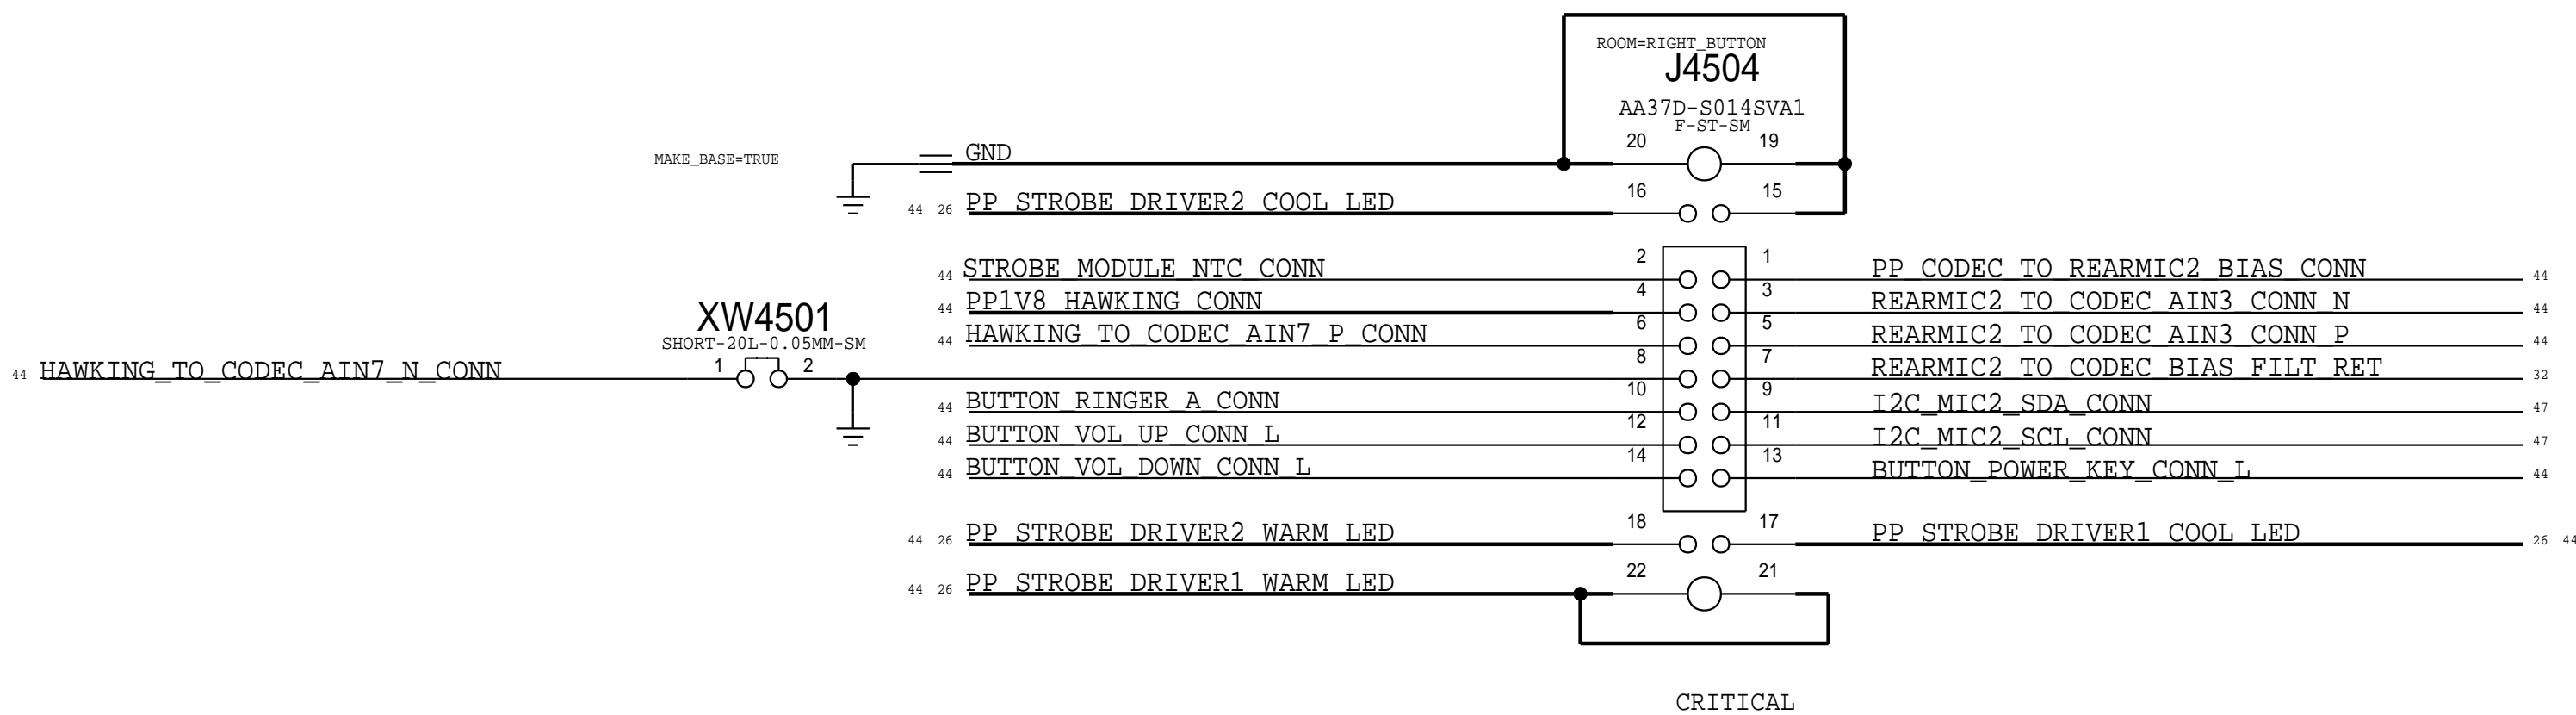 ROOM=RIGHT_BUTTON
J4504
AA37D-S014SVA1
F-ST-SM
20 19
MAKE_BASE=TRUE GND
16 15
44 26 PP_STROBE_DRIVER2_COOL_LED
2 1
44 STROBE_MODULE_NTC_CONN PP_CODEC_TO_REARMIC2_BIAS_CONN 44
4 3
44 PP1V8_HAWKING_CONN REARMIC2_TO_CODEC_AIN3_CONN_N 44
XW4501
6 5
44 HAWKING_TO_CODEC_AIN7_P_CONN REARMIC2_TO_CODEC_AIN3_CONN_P 44
SHORT-20L-0.05MM-SM
8 7
44 HAWKING_TO_CODEC_AIN7_N_CONN 1 2 REARMIC2_TO_CODEC_BIAS_FILT_RET 32
10 9
44 BUTTON_RINGER_A_CONN I2C_MIC2_SDA_CONN 47
12 11
44 BUTTON_VOL_UP_CONN_L I2C_MIC2_SCL_CONN 47
14 13
44 BUTTON_VOL_DOWN_CONN_L BUTTON_POWER_KEY_CONN_L 44
18 17
44 26 PP_STROBE_DRIVER2_WARM_LED PP_STROBE_DRIVER1_COOL_LED 26 44
22 21
44 26 PP_STROBE_DRIVER1_WARM_LED
CRITICAL